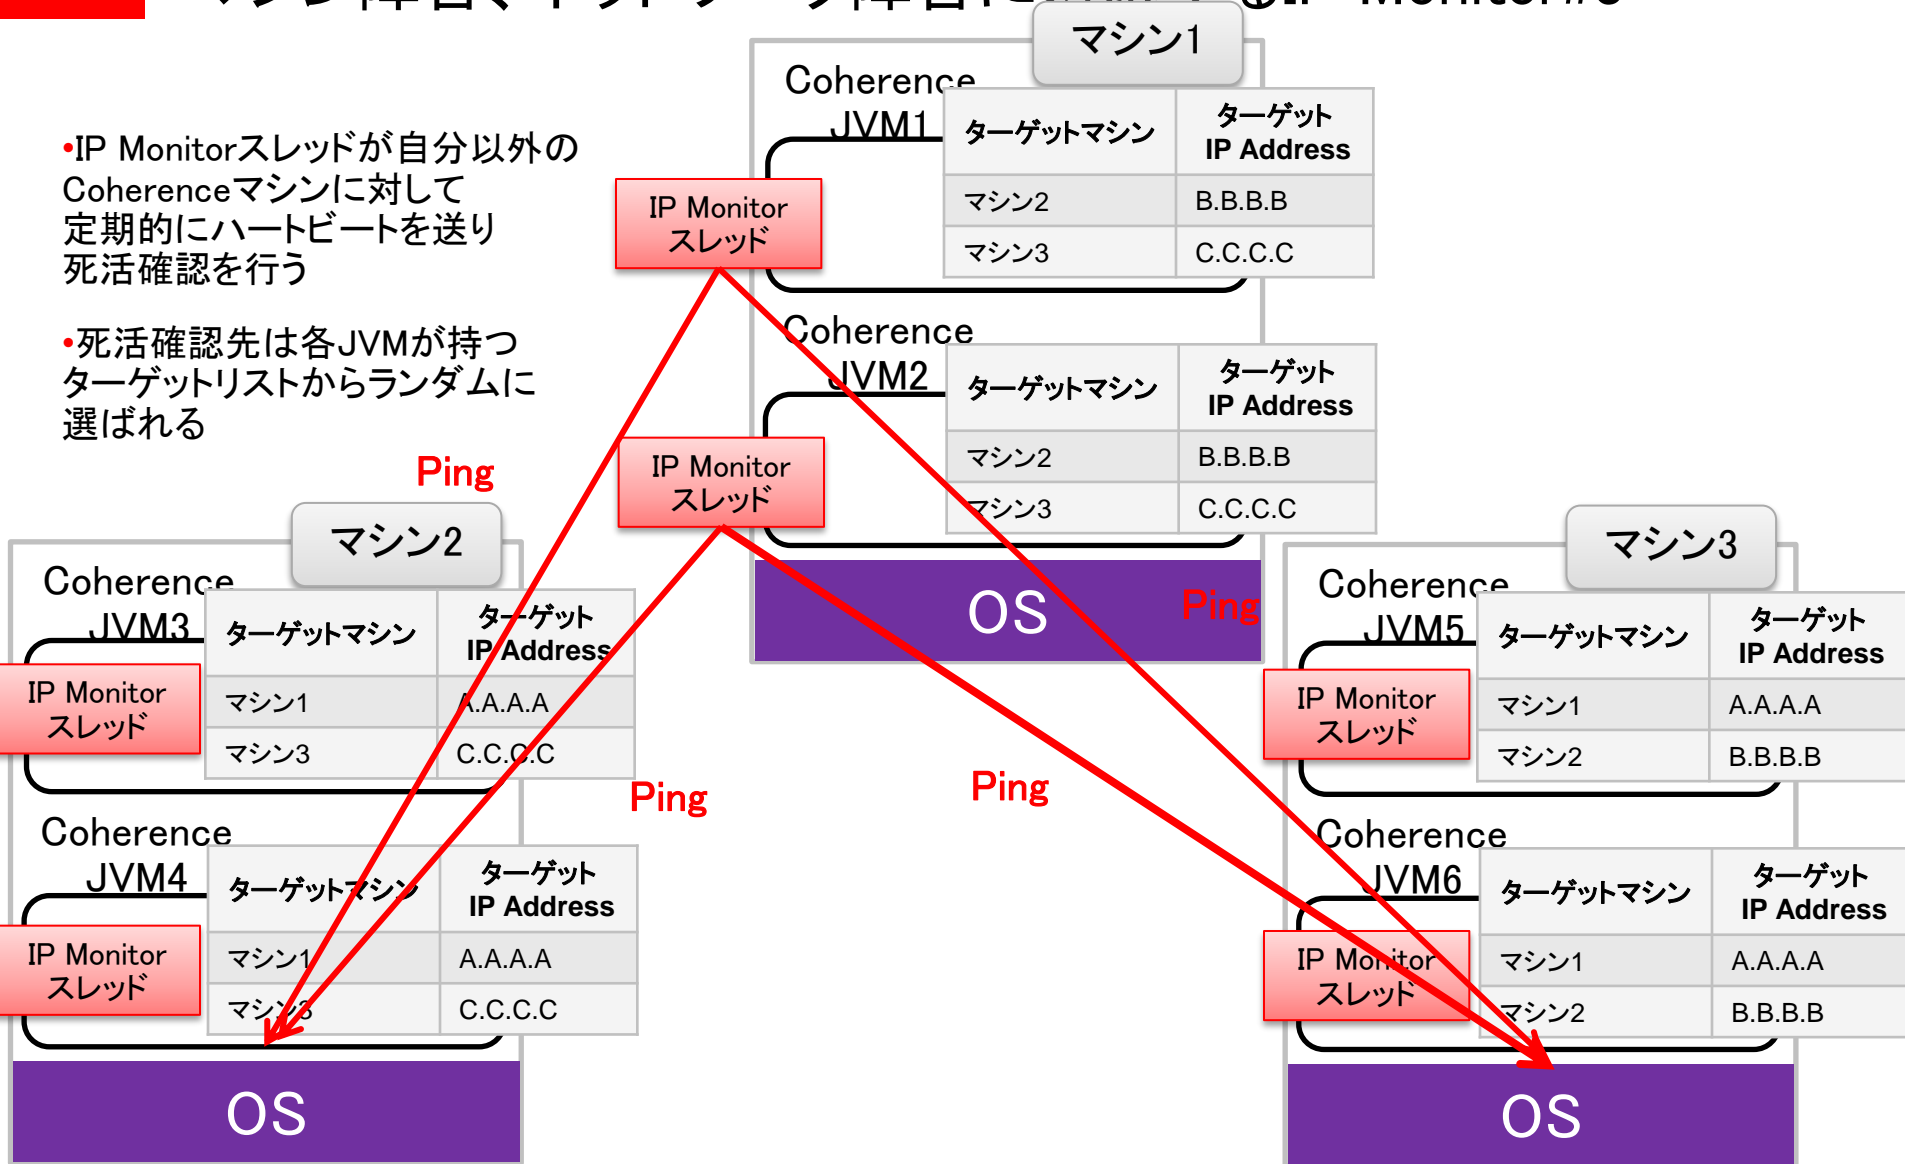 IP Monitor#3
マシン1
Coherence
JVM1
ターゲットマシン
ターゲット
IP Address
マシン2
B.B.B.B
マシン3
C.C.C.C
IP Monitor
スレッド
•IP Monitorスレッドが自分以外の
Coherenceマシンに対して
定期的にハートビートを送り
死活確認を行う
•死活確認先は各JVMが持つ
ターゲットリストからランダムに
選ばれる
Coherence
JVM2
ターゲットマシン
ターゲット
IP Address
マシン2
B.B.B.B
マシン3
C.C.C.C
IP Monitor
スレッド
OS
Ping
Ping
Ping
Ping
マシン2
Coherence
JVM3
ターゲットマシン
ターゲット
IP Address
マシン1
A.A.A.A
マシン3
C.C.C.C
IP Monitor
スレッド
Coherence
JVM4
ターゲットマシン
ターゲット
IP Address
マシン1
A.A.A.A
マシン3
C.C.C.C
IP Monitor
スレッド
OS
マシン3
Coherence
JVM5
ターゲットマシン
ターゲット
IP Address
マシン1
A.A.A.A
マシン2
B.B.B.B
IP Monitor
スレッド
Coherence
JVM6
ターゲットマシン
ターゲット
IP Address
マシン1
A.A.A.A
マシン2
B.B.B.B
IP Monitor
スレッド
OS